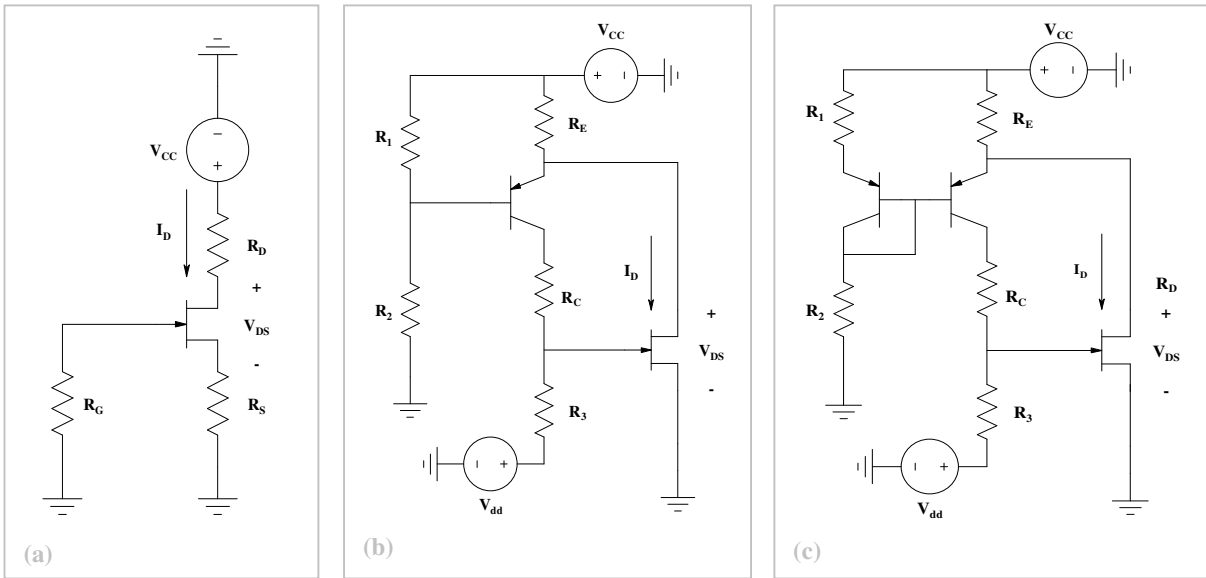 V_CC
−
+
I_D
R_D
+
V_DS
-
R_G
R_S
(a)
V_CC
+ −
R_1
R_E
I_D
R_2
R_C
+
V_DS
-
R_3
− +
V_dd
(b)
V_CC
+ −
R_1
R_E
I_D
R_D
R_2
R_C
+
V_DS
-
R_3
− +
V_dd
(c)